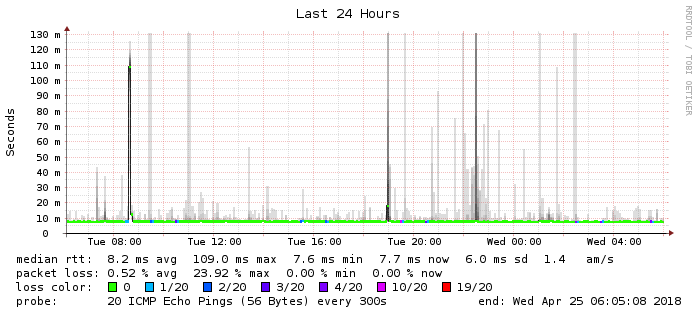 Last 24 Hours
RRDTOOL / TOBI OETIKER
Seconds
130 m
120 m
110 m
100 m
90 m
80 m
70 m
60 m
50 m
40 m
30 m
20 m
10 m
0
Tue 08:00 Tue 12:00 Tue 16:00 Tue 20:00 Wed 00:00 Wed 04:00
median rtt: 8.2 ms avg 109.0 ms max 7.6 ms min 7.7 ms now 6.0 ms sd 1.4 am/s
packet loss: 0.52 % avg 23.92 % max 0.00 % min 0.00 % now
loss color: 0 1/20 2/20 3/20 4/20 10/20 19/20
probe: 20 ICMP Echo Pings (56 Bytes) every 300s end: Wed Apr 25 06:05:08 2018